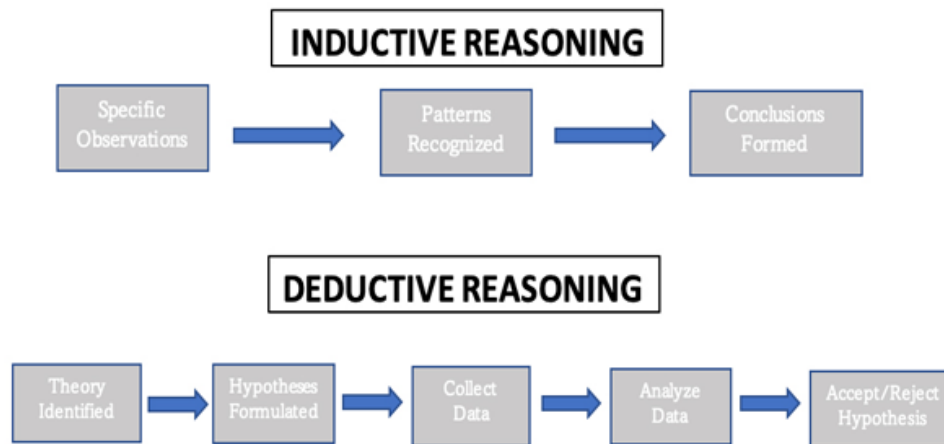 INDUCTIVE REASONING
Specific
Observations
Patterns
Recognized
Conclusions
Formed
DEDUCTIVE REASONING
Theory
Identified
Hypotheses
Formulated
Collect
Data
Analyze
Data
Accept/Reject
Hypothesis